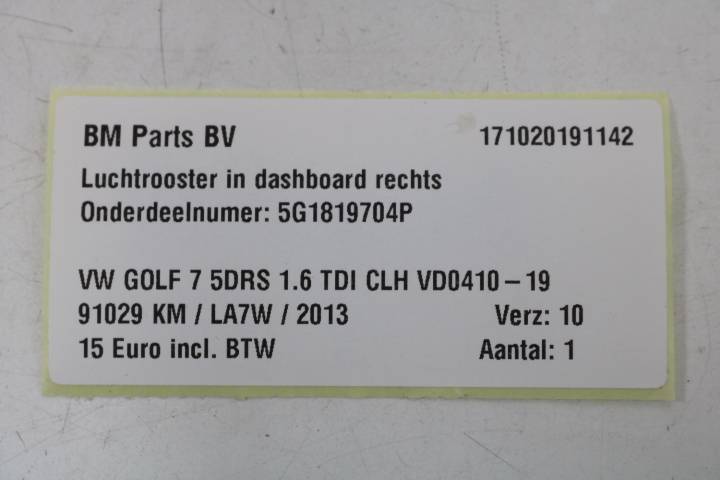 BM Parts BV 171020191142
Luchtrooster in dashboard rechts
Onderdeelnumer: 5G1819704P
VW GOLF 7 5DRS 1.6 TDI CLH VD0410 – 19
91029 KM / LA7W / 2013 Verz: 10
15 Euro incl. BTW Aantal: 1